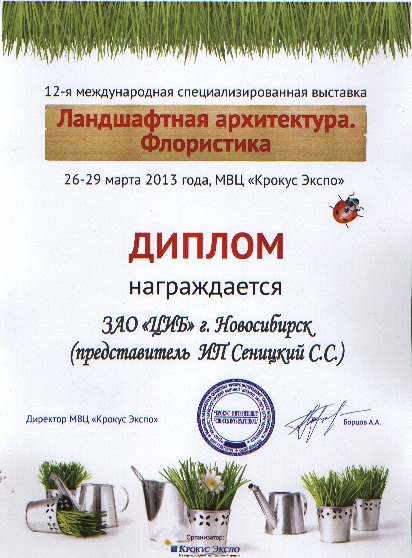 12-я международная специализированная выставка
Ландшафтная архитектура.
Флористика
26-29 марта 2013 года, МВЦ «Крокус Экспо»
ДИПЛОМ
награждается
ЗАО «ЦИБ» г. Новосибирск
(представитель ИП Сеницкий С.С.)
Директор МВЦ «Крокус Экспо»
Борцов А.А.
Организатор:
Крокус Экспо